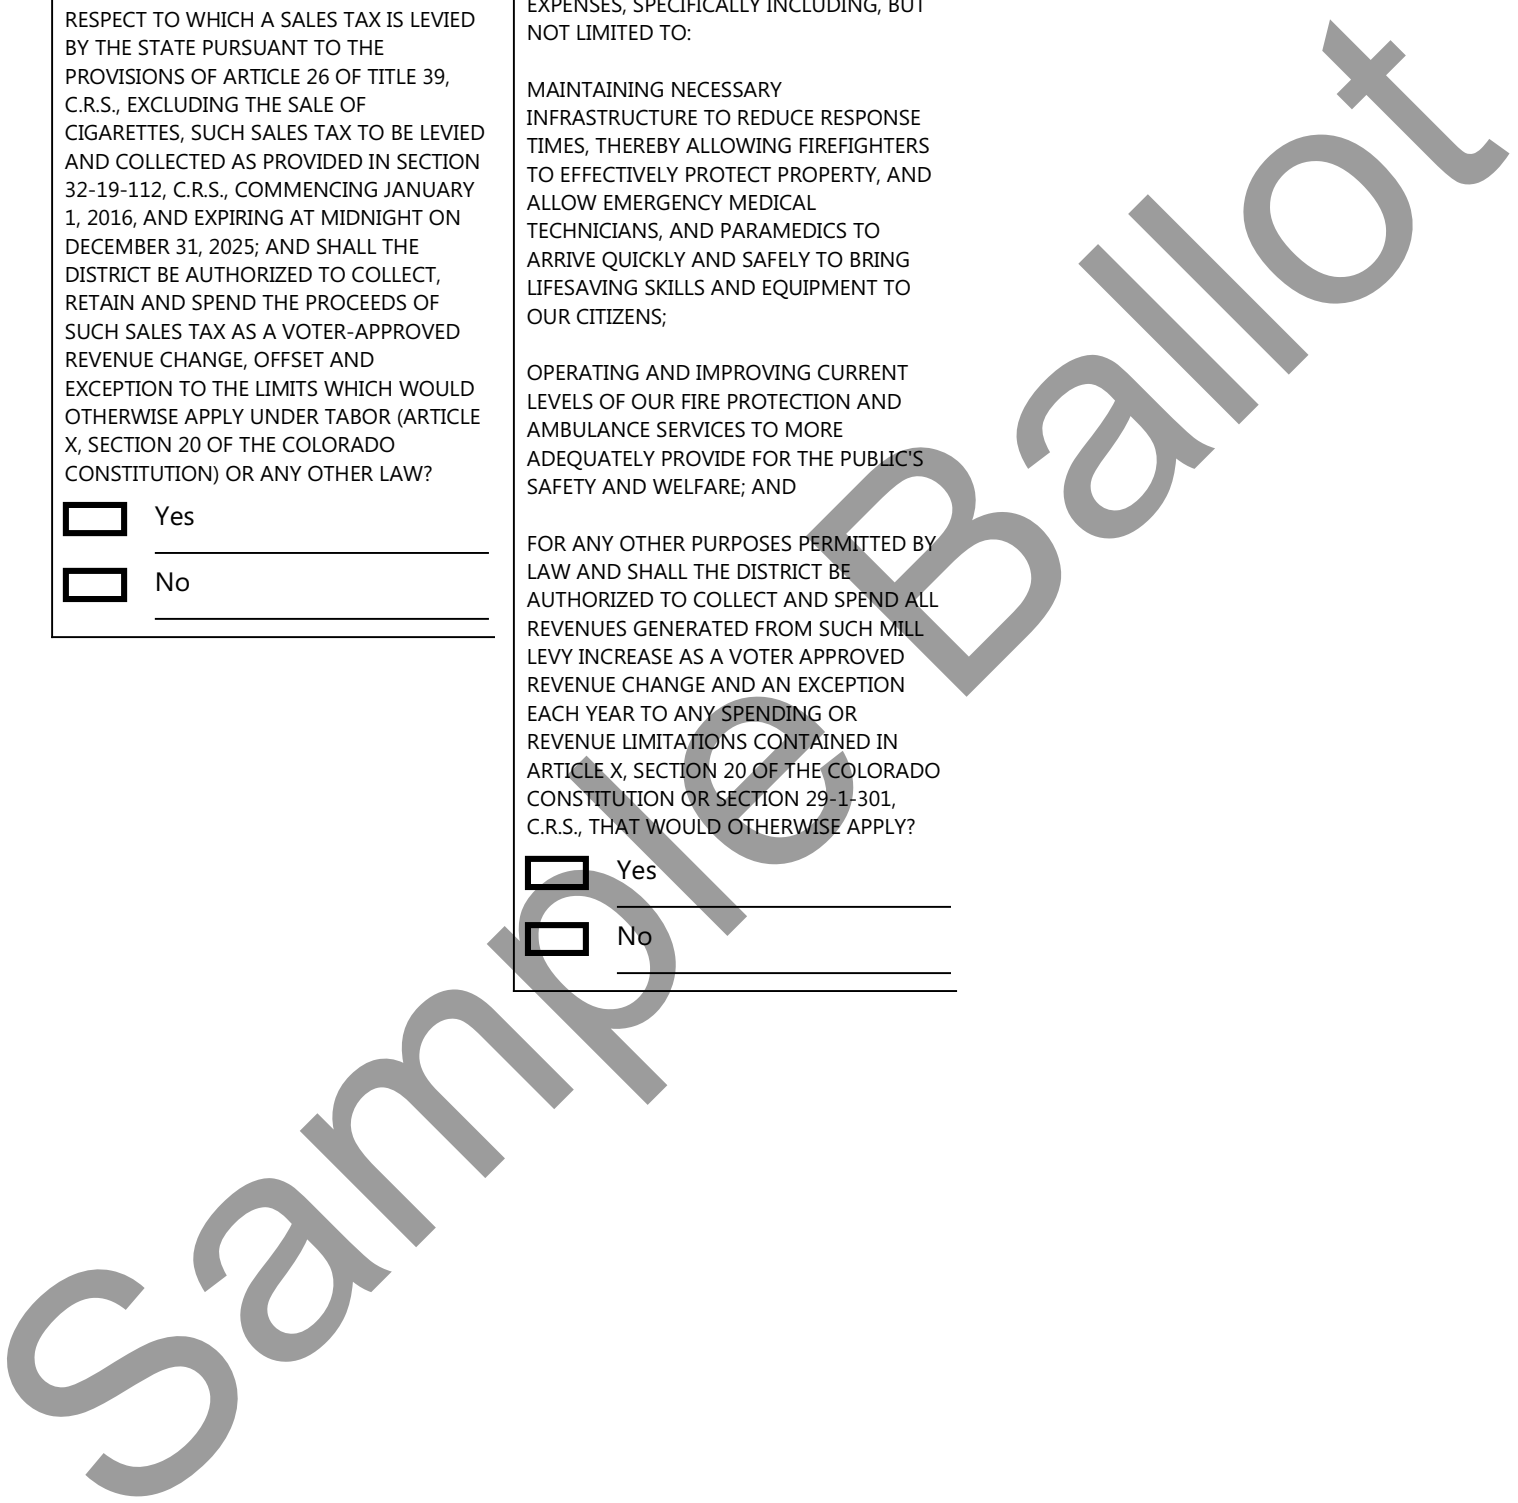 RESPECT TO WHICH A SALES TAX IS LEVIED
BY THE STATE PURSUANT TO THE
PROVISIONS OF ARTICLE 26 OF TITLE 39,
C.R.S., EXCLUDING THE SALE OF
CIGARETTES, SUCH SALES TAX TO BE LEVIED
AND COLLECTED AS PROVIDED IN SECTION
32-19-112, C.R.S., COMMENCING JANUARY
1, 2016, AND EXPIRING AT MIDNIGHT ON
DECEMBER 31, 2025; AND SHALL THE
DISTRICT BE AUTHORIZED TO COLLECT,
RETAIN AND SPEND THE PROCEEDS OF
SUCH SALES TAX AS A VOTER-APPROVED
REVENUE CHANGE, OFFSET AND
EXCEPTION TO THE LIMITS WHICH WOULD
OTHERWISE APPLY UNDER TABOR (ARTICLE
X, SECTION 20 OF THE COLORADO
CONSTITUTION) OR ANY OTHER LAW?
Yes
No
EXPENSES, SPECIFICALLY INCLUDING, BUT
NOT LIMITED TO:
MAINTAINING NECESSARY
INFRASTRUCTURE TO REDUCE RESPONSE
TIMES, THEREBY ALLOWING FIREFIGHTERS
TO EFFECTIVELY PROTECT PROPERTY, AND
ALLOW EMERGENCY MEDICAL
TECHNICIANS, AND PARAMEDICS TO
ARRIVE QUICKLY AND SAFELY TO BRING
LIFESAVING SKILLS AND EQUIPMENT TO
OUR CITIZENS;
OPERATING AND IMPROVING CURRENT
LEVELS OF OUR FIRE PROTECTION AND
AMBULANCE SERVICES TO MORE
ADEQUATELY PROVIDE FOR THE PUBLIC'S
SAFETY AND WELFARE; AND
FOR ANY OTHER PURPOSES PERMITTED BY
LAW AND SHALL THE DISTRICT BE
AUTHORIZED TO COLLECT AND SPEND ALL
REVENUES GENERATED FROM SUCH MILL
LEVY INCREASE AS A VOTER APPROVED
REVENUE CHANGE AND AN EXCEPTION
EACH YEAR TO ANY SPENDING OR
REVENUE LIMITATIONS CONTAINED IN
ARTICLE X, SECTION 20 OF THE COLORADO
CONSTITUTION OR SECTION 29-1-301,
C.R.S., THAT WOULD OTHERWISE APPLY?
Yes
No
Sample Ballot